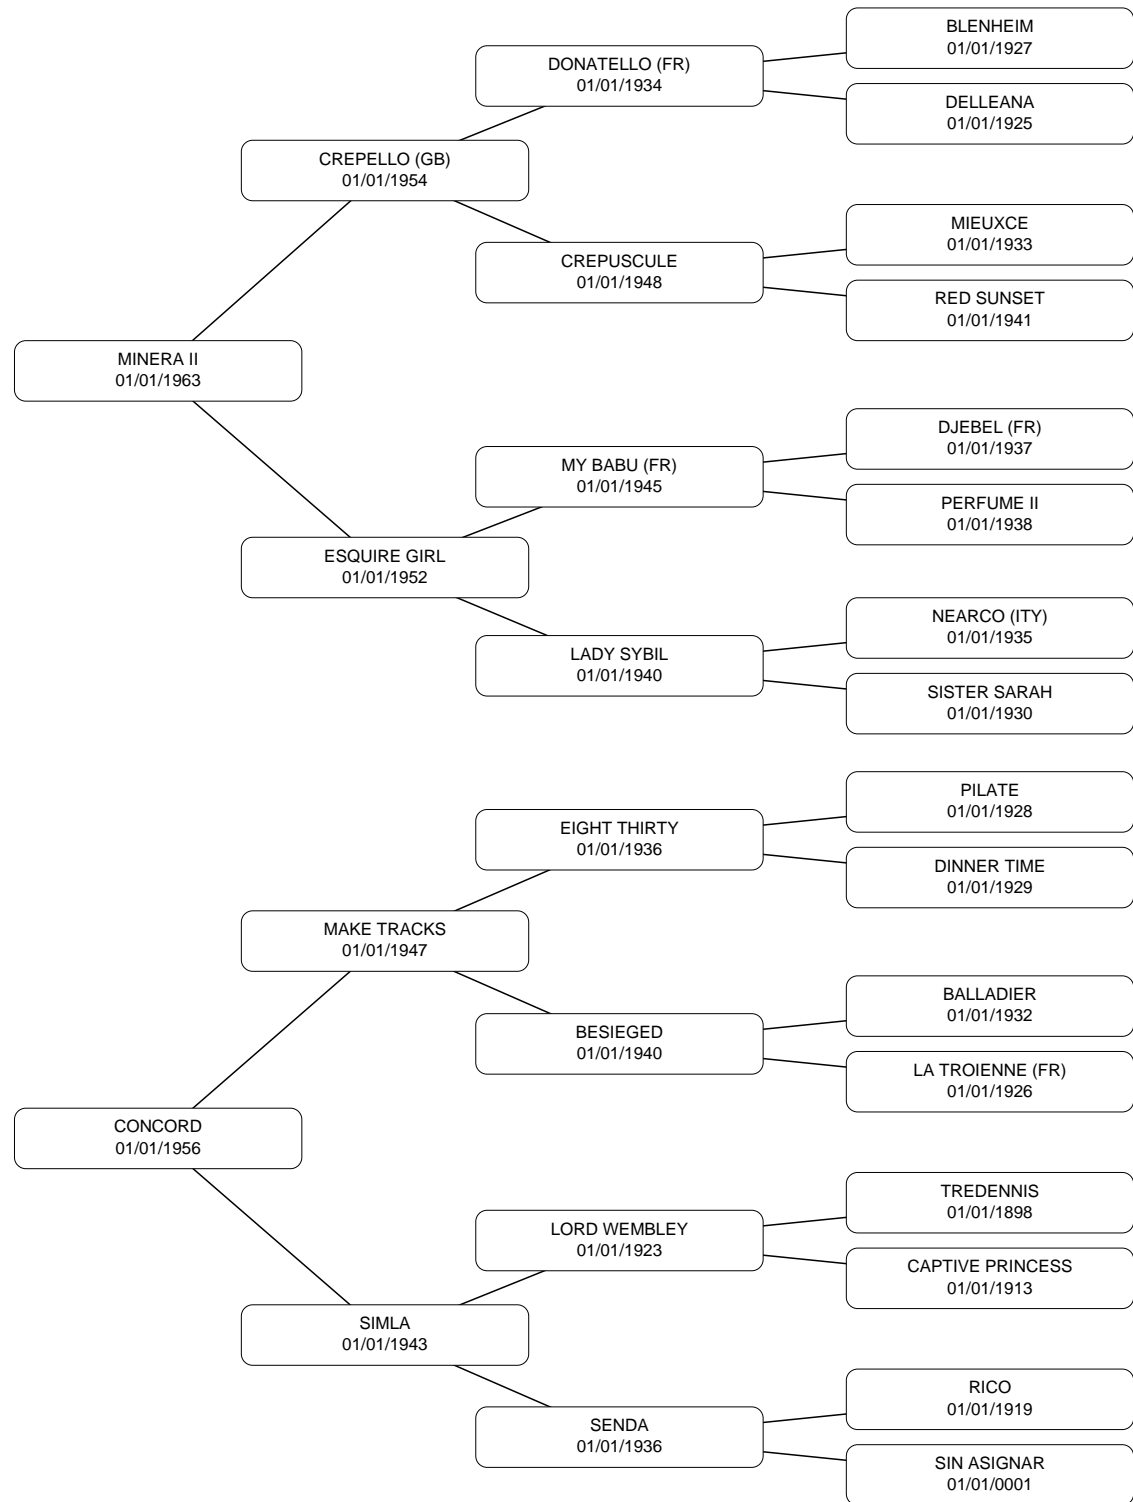 BLENHEIM
01/01/1927
DONATELLO (FR)
01/01/1934
DELLEANA
01/01/1925
CREPELLO (GB)
01/01/1954
MIEUXCE
01/01/1933
CREPUSCULE
01/01/1948
RED SUNSET
01/01/1941
MINERA II
01/01/1963
DJEBEL (FR)
01/01/1937
MY BABU (FR)
01/01/1945
PERFUME II
01/01/1938
ESQUIRE GIRL
01/01/1952
NEARCO (ITY)
01/01/1935
LADY SYBIL
01/01/1940
SISTER SARAH
01/01/1930
PILATE
01/01/1928
EIGHT THIRTY
01/01/1936
DINNER TIME
01/01/1929
MAKE TRACKS
01/01/1947
BALLADIER
01/01/1932
BESIEGED
01/01/1940
LA TROIENNE (FR)
01/01/1926
CONCORD
01/01/1956
TREDENNIS
01/01/1898
LORD WEMBLEY
01/01/1923
CAPTIVE PRINCESS
01/01/1913
SIMLA
01/01/1943
RICO
01/01/1919
SENDA
01/01/1936
SIN ASIGNAR
01/01/0001